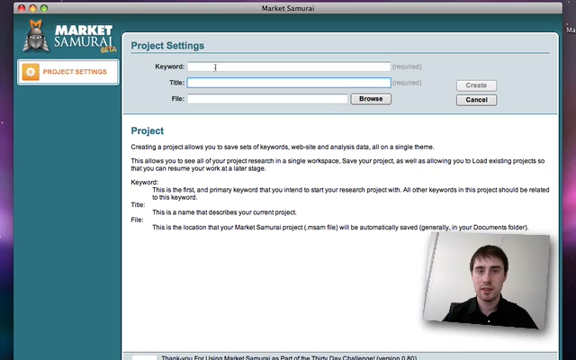 Market Samurai
MARKET
SAMURAI
BETA
PROJECT SETTINGS
Project Settings
Keyword:
(required)
Title:
(required)
Create
File:
Browse
Cancel
Project
Creating a project allows you to save sets of keywords, web-site and analysis data, all on a single theme.
This allows you to see all of your project research in a single workspace, Save your project, as well as allowing you to Load existing projects so
that you can resume your work at a later stage.
Keyword:
This is the first, and primary keyword that you intend to start your research project with. All other keywords in this project should be related
to this keyword.
Title:
This is a name that describes your current project.
File:
This is the location that your Market Samurai project (.msam file) will be automatically saved (generally, in your Documents folder).
Thank-you For Using Market Samurai as Part of the Thirty Day Challenge! (version 0.80)